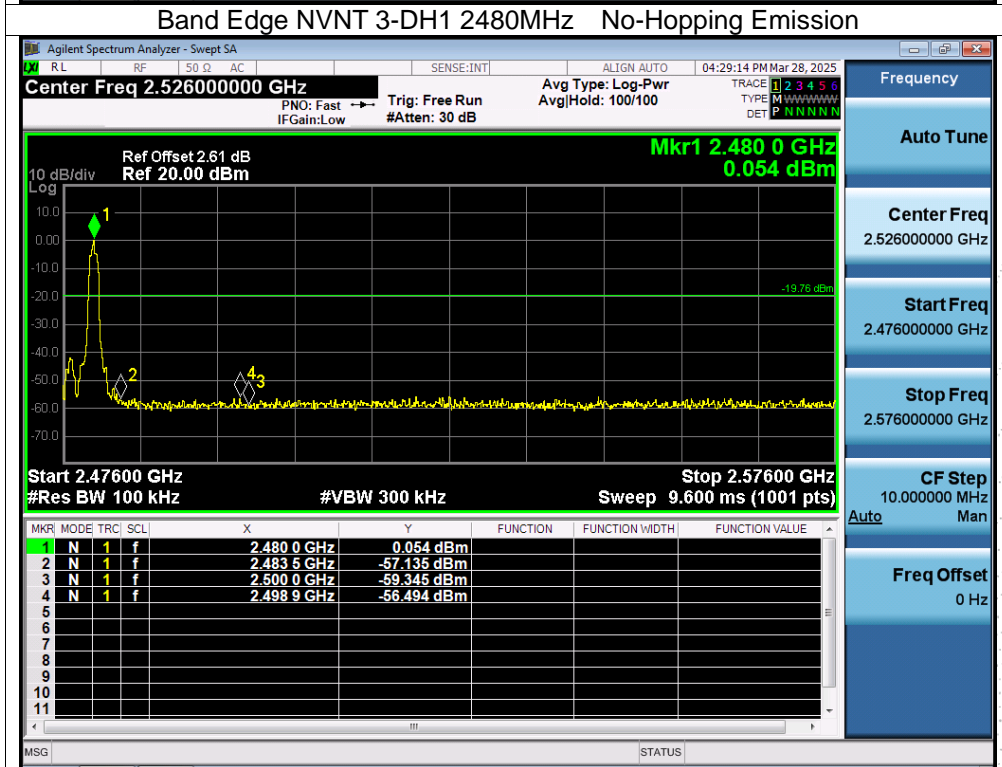 Band Edge NVNT 3-DH1 2480MHz No-Hopping Emission
Agilent Spectrum Analyzer - Swept SA
LXI RL RF 50 Ω AC SENSE:INT ALIGN AUTO 04:29:14 PM Mar 28, 2025
Center Freq 2.526000000 GHz
PNO: Fast
IFGain:Low
Trig: Free Run
#Atten: 30 dB
Avg Type: Log-Pwr
Avg|Hold: 100/100
TRACE 1 2 3 4 5 6
TYPE M WWWWW
DET P N N N N N
Ref Offset 2.61 dB
10 dB/div Ref 20.00 dBm
Log
Mkr1 2.480 0 GHz
0.054 dBm
10.0
0.00
-10.0
-20.0
-30.0
-40.0
-50.0
-60.0
-70.0
1
2
4
3
-19.76 dBm
Start 2.47600 GHz Stop 2.57600 GHz
#Res BW 100 kHz #VBW 300 kHz Sweep 9.600 ms (1001 pts)
MKR MODE TRC SCL X Y FUNCTION FUNCTION WIDTH FUNCTION VALUE
1 N 1 f 2.480 0 GHz 0.054 dBm
2 N 1 f 2.483 5 GHz -57.135 dBm
3 N 1 f 2.500 0 GHz -59.345 dBm
4 N 1 f 2.498 9 GHz -56.494 dBm
5
6
7
8
9
10
11
MSG STATUS
Frequency
Auto Tune
Center Freq
2.526000000 GHz
Start Freq
2.476000000 GHz
Stop Freq
2.576000000 GHz
CF Step
10.000000 MHz
Auto Man
Freq Offset
0 Hz